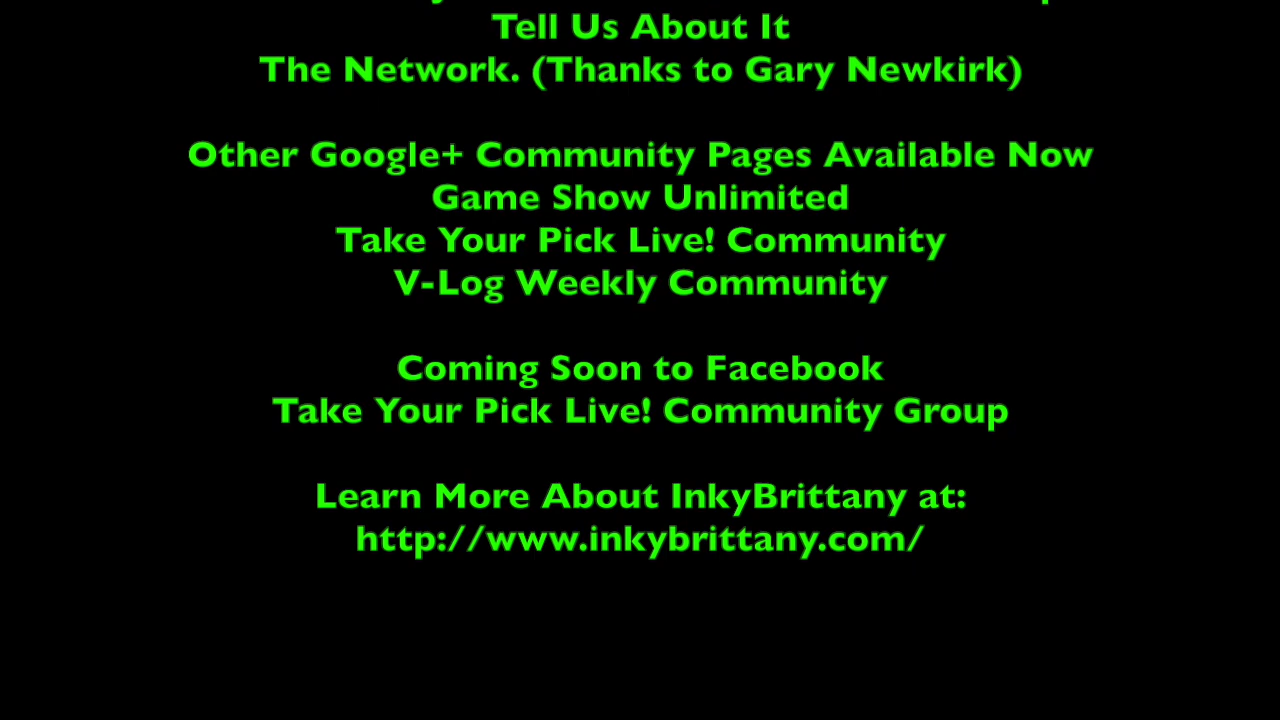 Tell Us About It
The Network. (Thanks to Gary Newkirk)
Other Google+ Community Pages Available Now
Game Show Unlimited
Take Your Pick Live! Community
V-Log Weekly Community
Coming Soon to Facebook
Take Your Pick Live! Community Group
Learn More About InkyBrittany at:
http://www.inkybrittany.com/